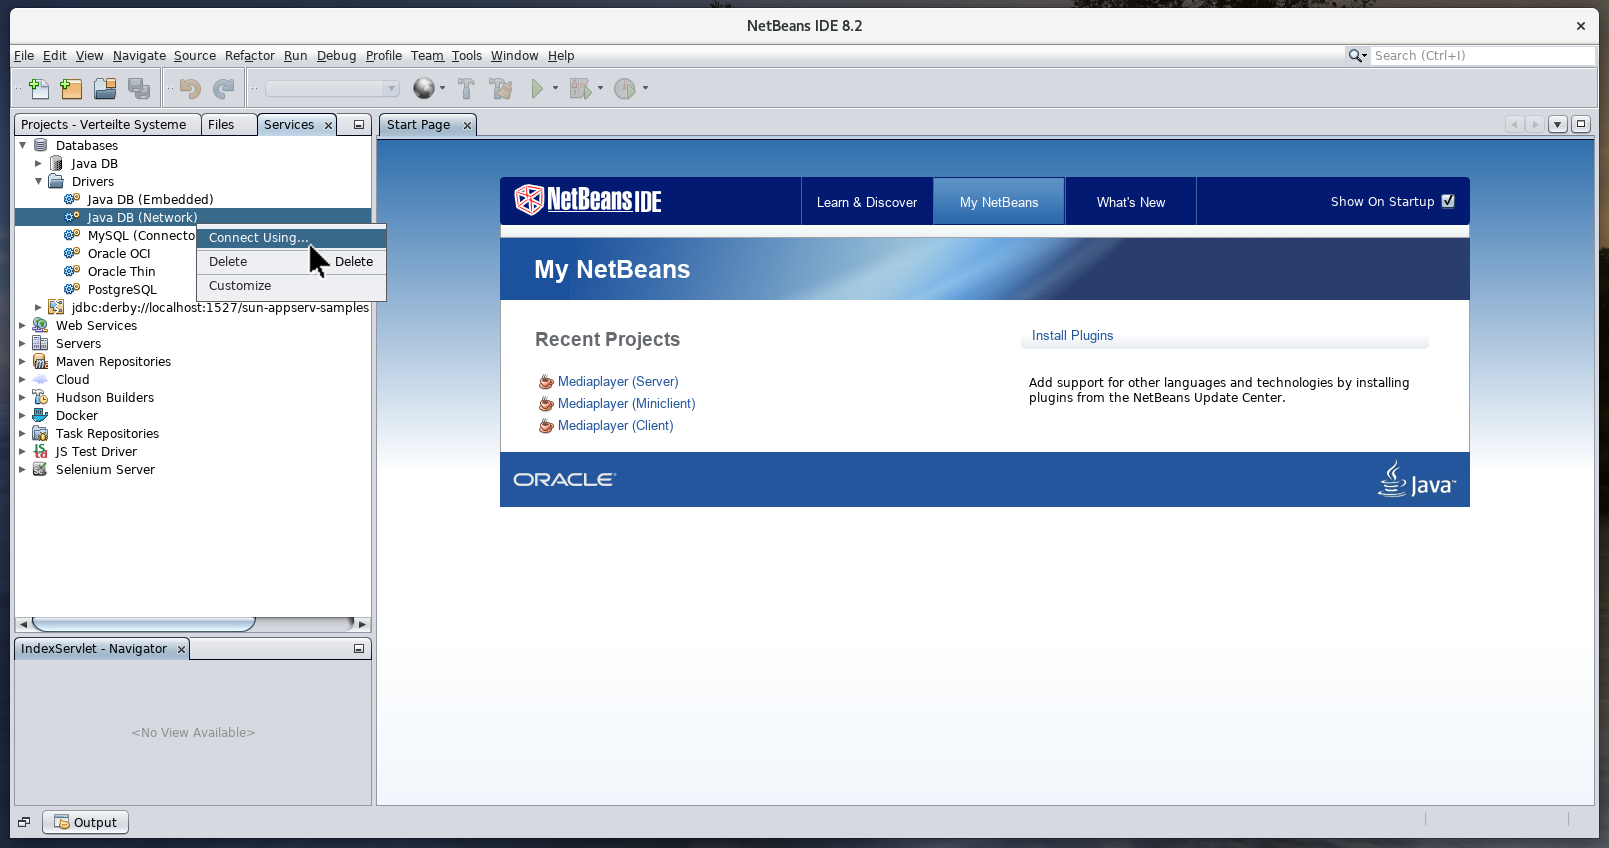 NetBeans IDE 8.2
File Edit View Navigate Source Refactor Run Debug Profile Team Tools Window Help
Search (Ctrl+I)
Projects - Verteilte Systeme
Files
Services
Start Page
Databases
Java DB
Drivers
Java DB (Embedded)
Java DB (Network)
MySQL (Connecto
Oracle OCI
Oracle Thin
PostgreSQL
jdbc:derby://localhost:1527/sun-appserv-samples
Web Services
Servers
Maven Repositories
Cloud
Hudson Builders
Docker
Task Repositories
JS Test Driver
Selenium Server
Connect Using...
Delete Delete
Customize
IndexServlet - Navigator
<No View Available>
Output
NetBeans IDE
Learn & Discover
My NetBeans
What's New
Show On Startup
My NetBeans
Recent Projects
Mediaplayer (Server)
Mediaplayer (Miniclient)
Mediaplayer (Client)
Install Plugins
Add support for other languages and technologies by installing
plugins from the NetBeans Update Center.
ORACLE
Java